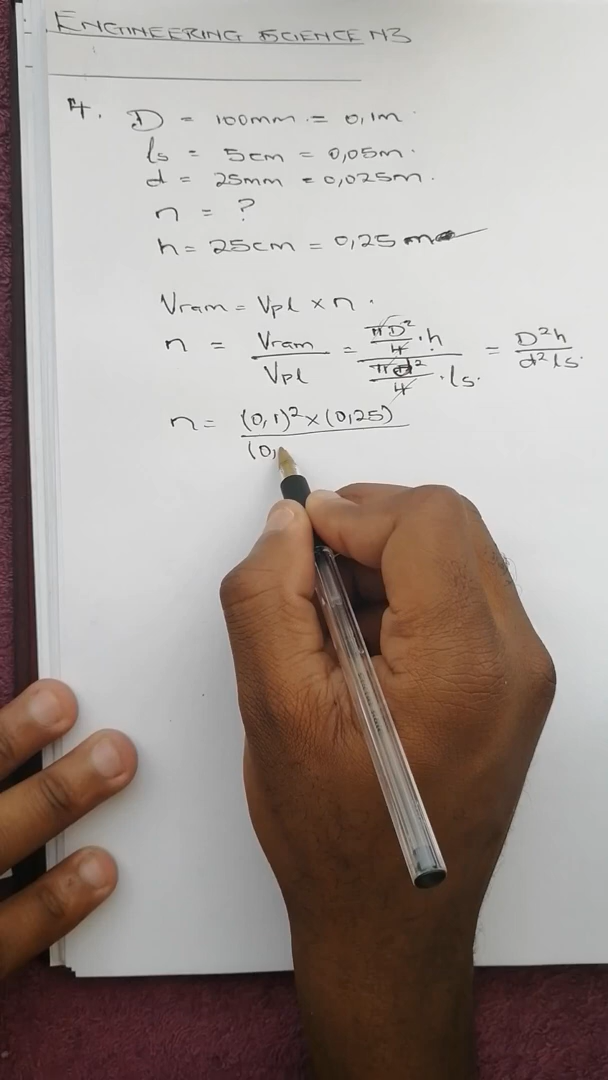 ENGINEERING SCIENCE N3
4. D = 100mm = 0,1m
ls = 5cm = 0,05m.
d = 25mm = 0,025m.
n = ?
h = 25cm = 0,25m
Vram = Vpl × n.
n = Vram/Vpl = (πD²/4 · h)/(πd²/4 · ls.) = D²h/d²ls.
n = (0,1)² × (0,25)
(0,